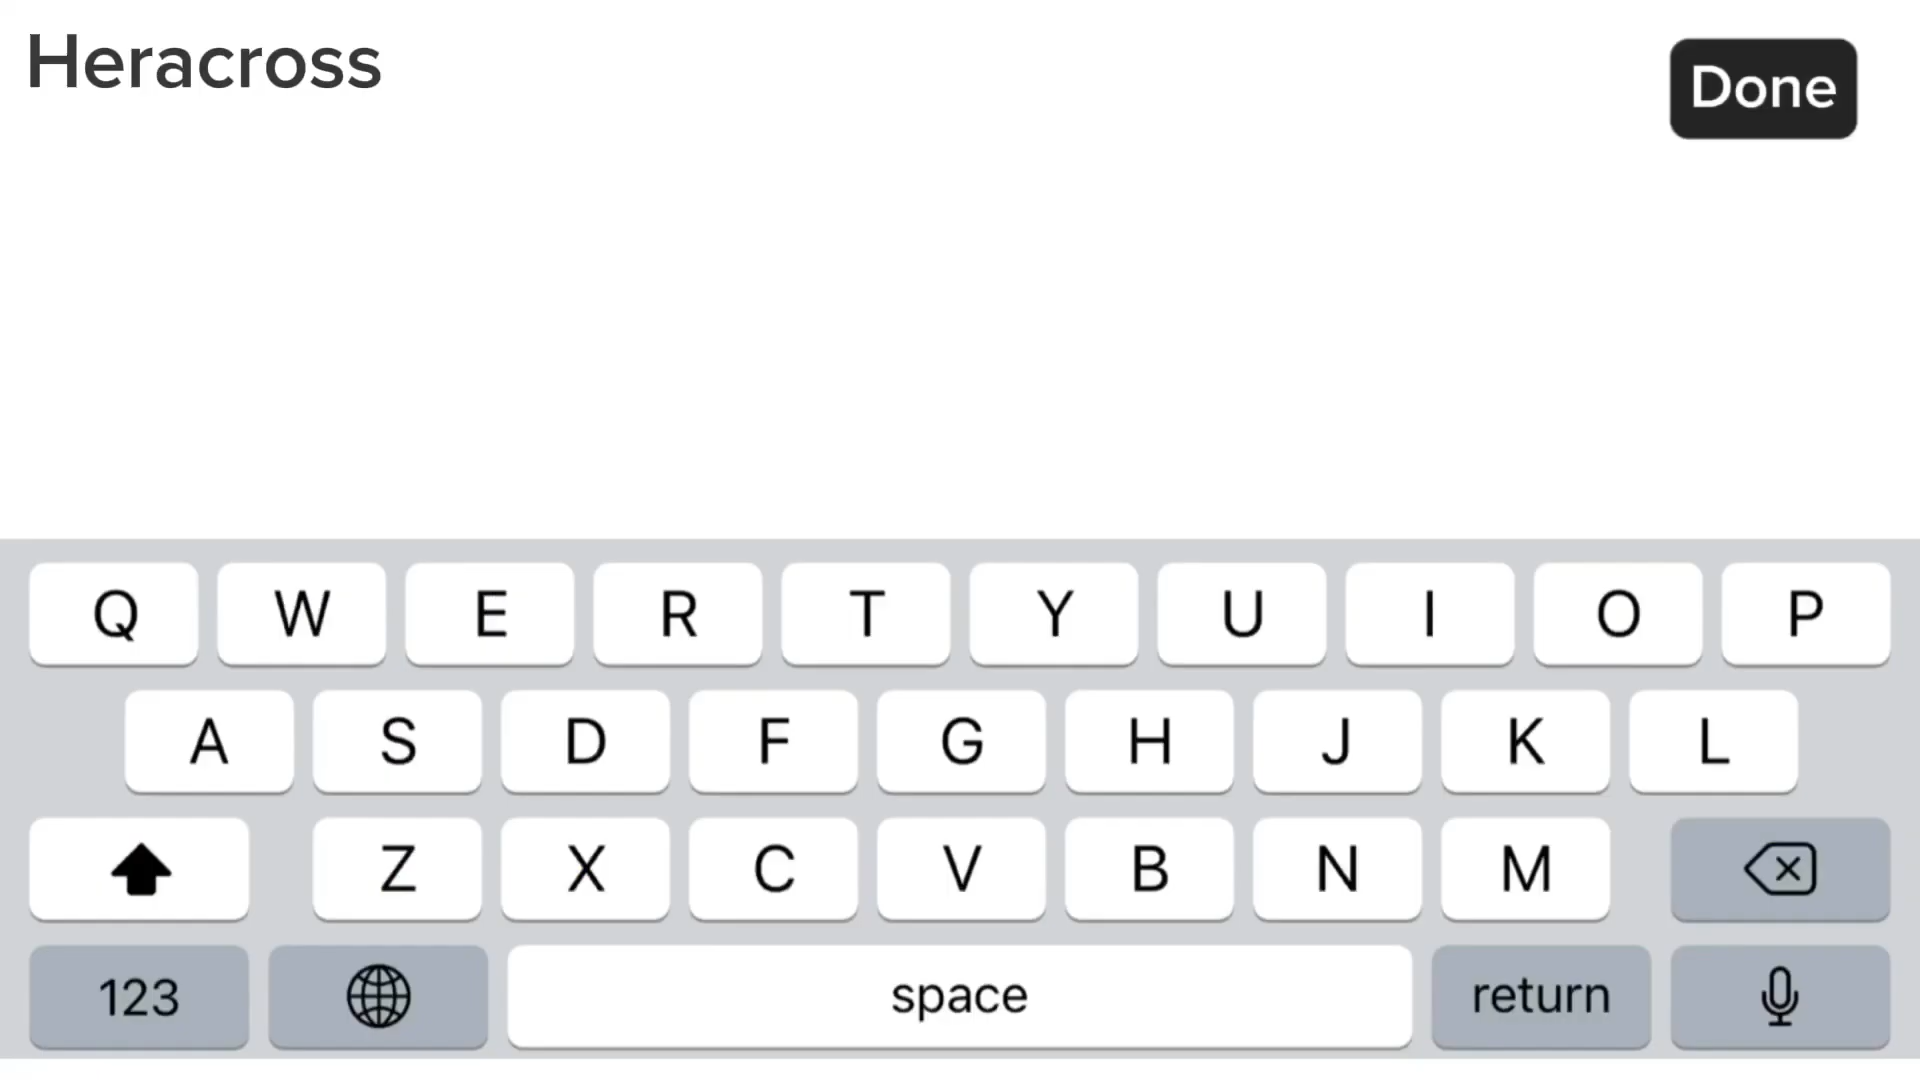 Heracross
Done
Q W E R T Y U I O P
A S D F G H J K L
Z X C V B N M
123 space return